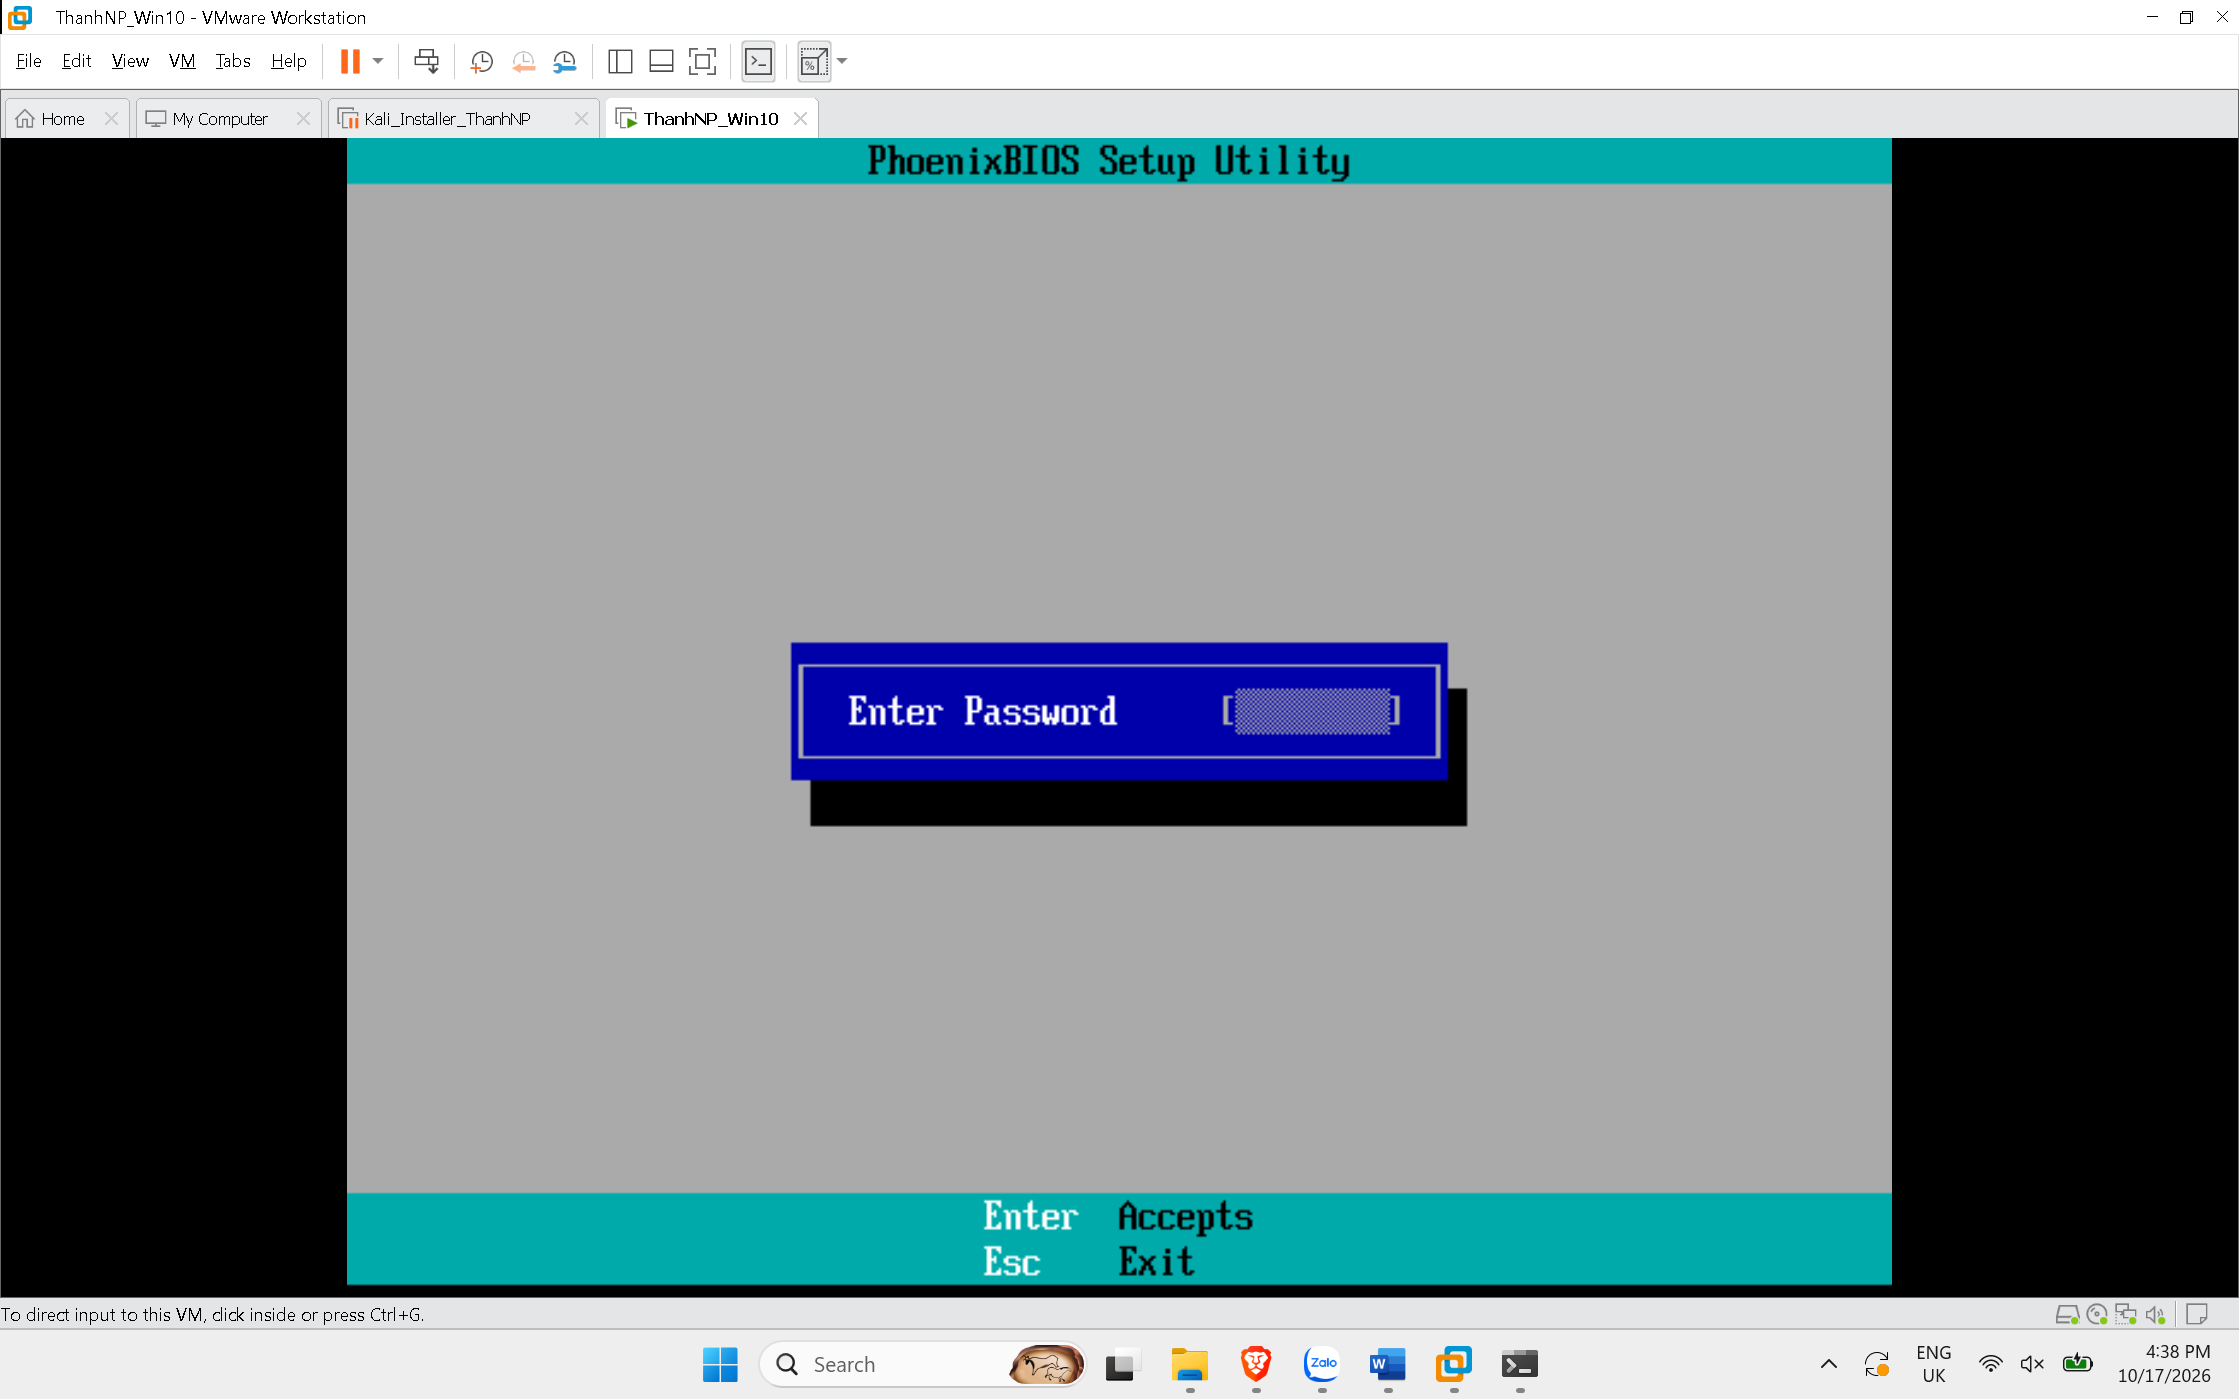 ThanhNP_Win10 - VMware Workstation
File Edit View VM Tabs Help
Home My Computer Kali_Installer_ThanhNP ThanhNP_Win10
PhoenixBIOS Setup Utility
Enter Password [ ]
Enter Accepts
Esc Exit
To direct input to this VM, click inside or press Ctrl+G.
Search
Zalo
W
ENG
UK
4:38 PM
10/17/2026